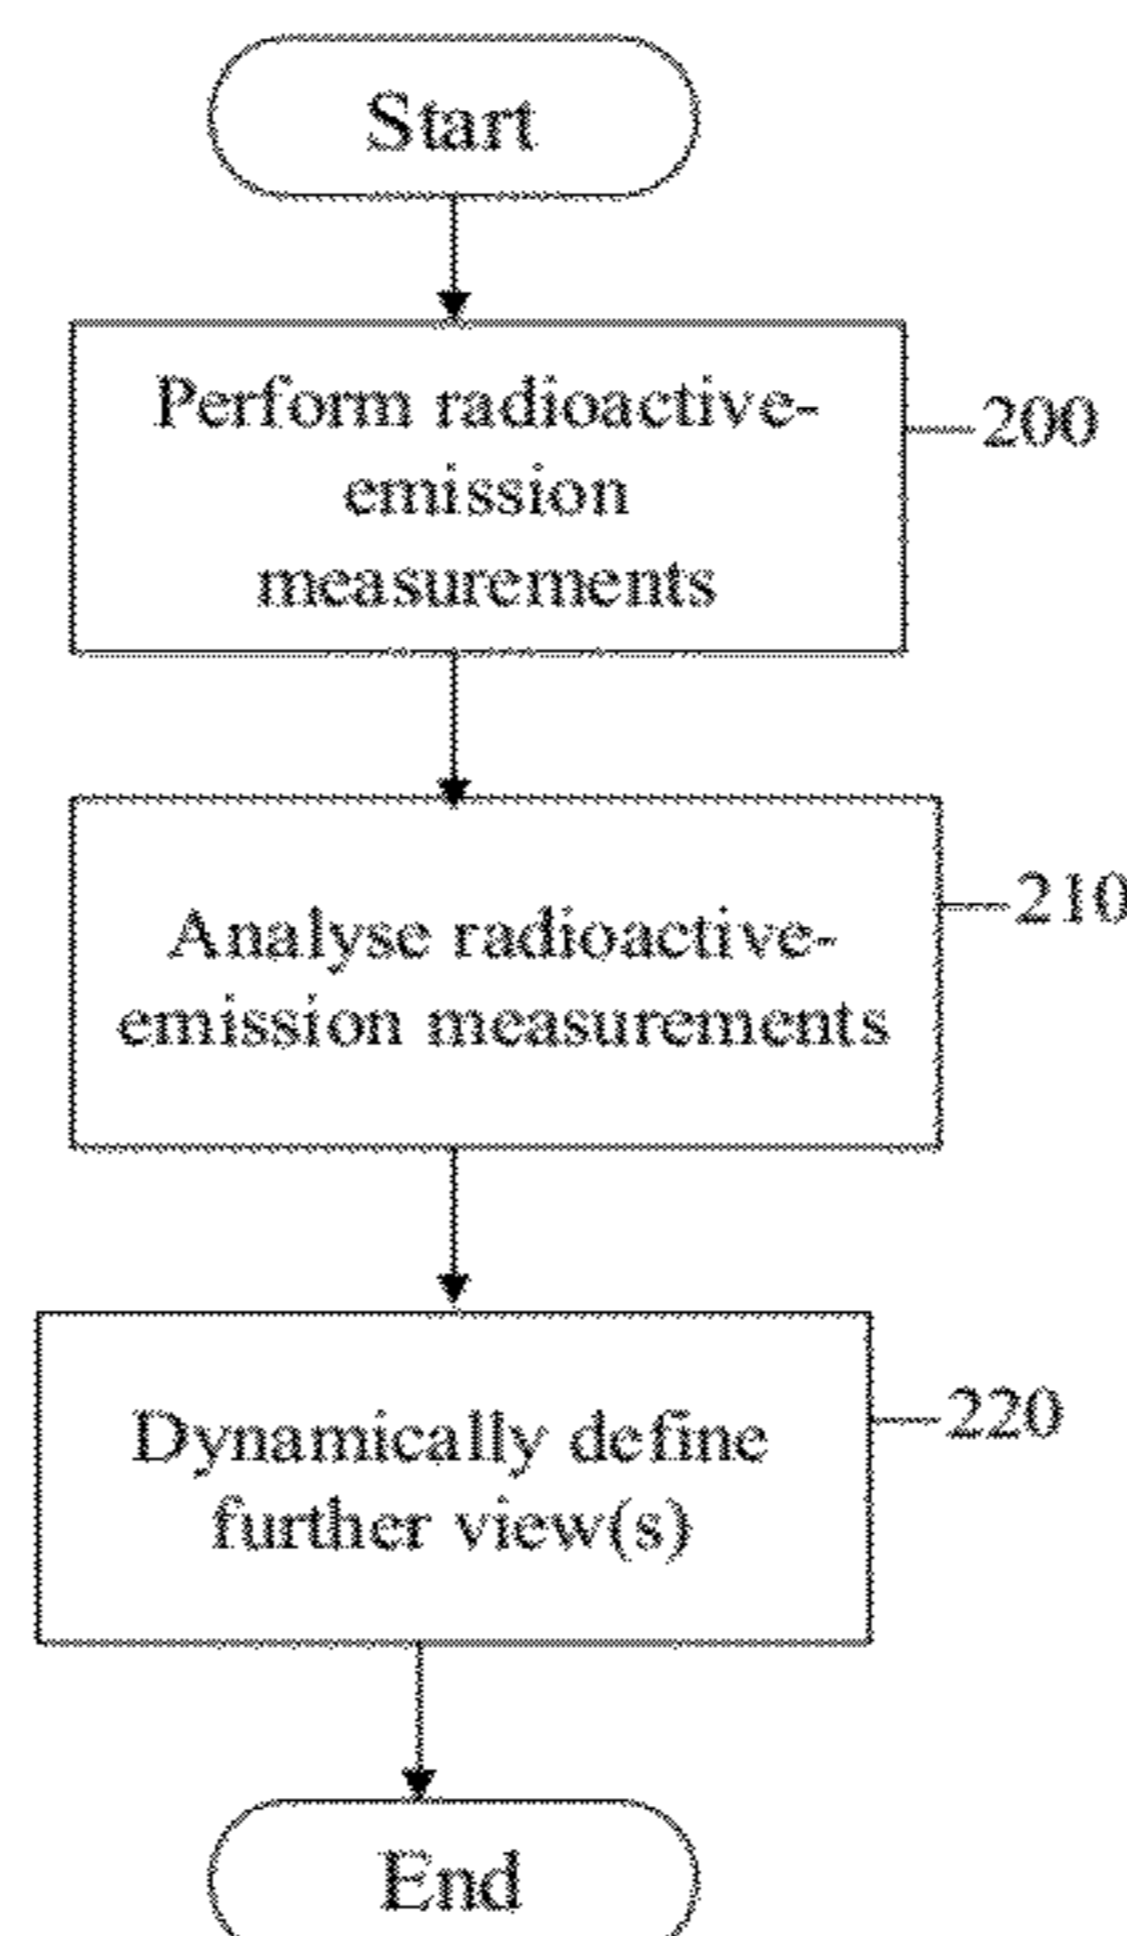 Start
Perform radioactive-
emission
measurements
200
Analyse radioactive-
emission measurements
210
Dynamically define
further view(s)
220
End